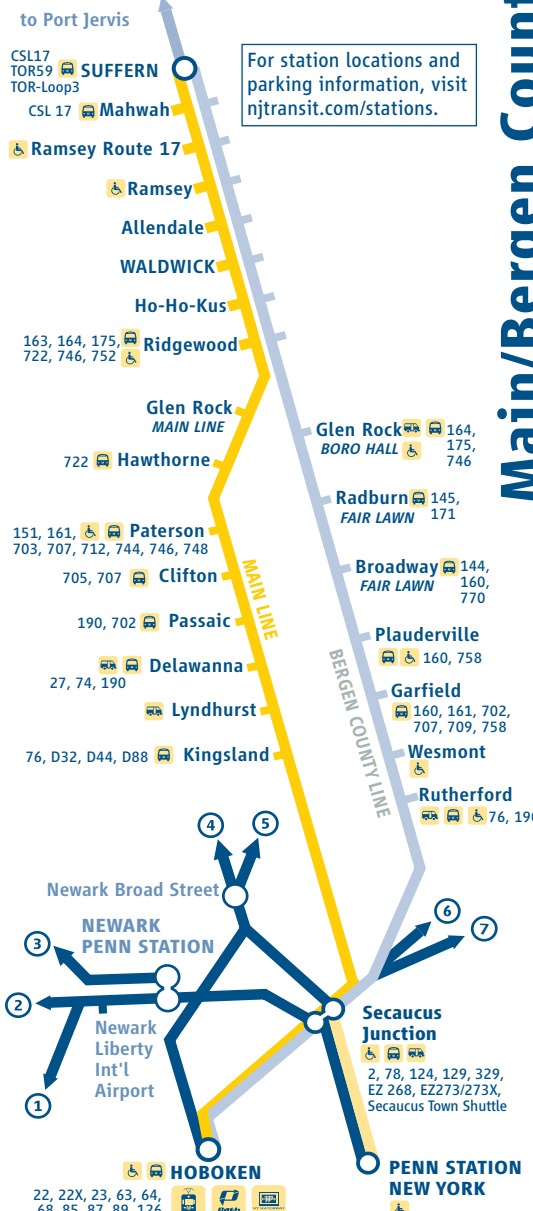 to Port Jervis
CSL17
TOR59 SUFFERN
TOR-Loop3
For station locations and
parking information, visit
njtransit.com/stations.
CSL 17 Mahwah
Ramsey Route 17
Ramsey
Allendale
WALDWICK
Ho-Ho-Kus
163, 164, 175, Ridgewood
722, 746, 752
Main/Bergen Count
Glen Rock
MAIN LINE
Glen Rock 164,
BORO HALL 175,
746
722 Hawthorne
Radburn 145,
FAIR LAWN 171
151, 161, Paterson
703, 707, 712, 744, 746, 748
Broadway 144,
FAIR LAWN 160,
770
705, 707 Clifton
MAIN LINE
190, 702 Passaic
Plauderville
160, 758
Delawanna
27, 74, 190
BERGEN COUNTY LINE
Garfield
160, 161, 702,
707, 709, 758
Lyndhurst
76, D32, D44, D88 Kingsland
Wesmont
Rutherford
76, 190
4
5
Newark Broad Street
6
7
NEWARK
PENN STATION
3
2
Newark
Liberty
Int'l
Airport
1
Secaucus
Junction
2, 78, 124, 129, 329,
EZ 268, EZ273/273X,
Secaucus Town Shuttle
HOBOKEN
22, 22X, 23, 63, 64,
68, 85, 87, 89, 126
PENN STATION
NEW YORK